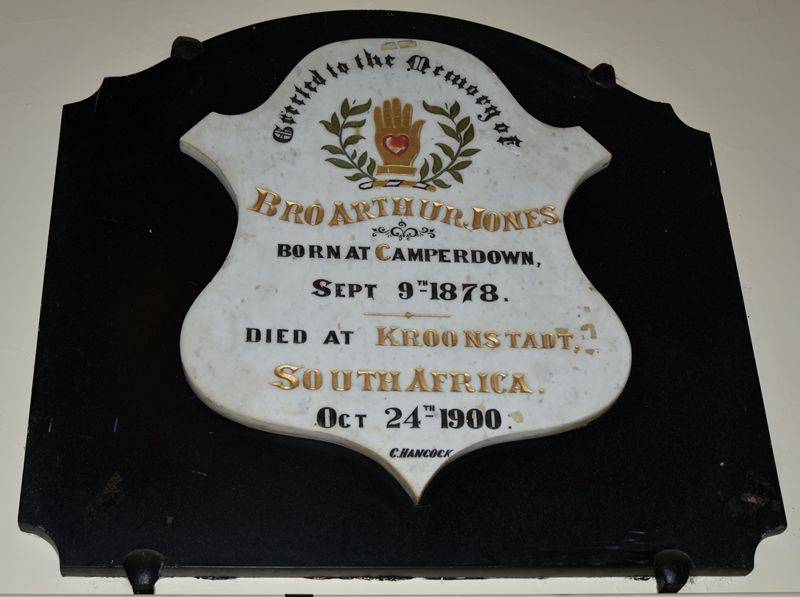 Erected to the Memory of
BRO ARTHUR JONES
BORN AT CAMPERDOWN,
SEPT 9TH 1878.
DIED AT KROONSTADT,
SOUTH AFRICA.
OCT 24TH 1900.
C. HANCOCK